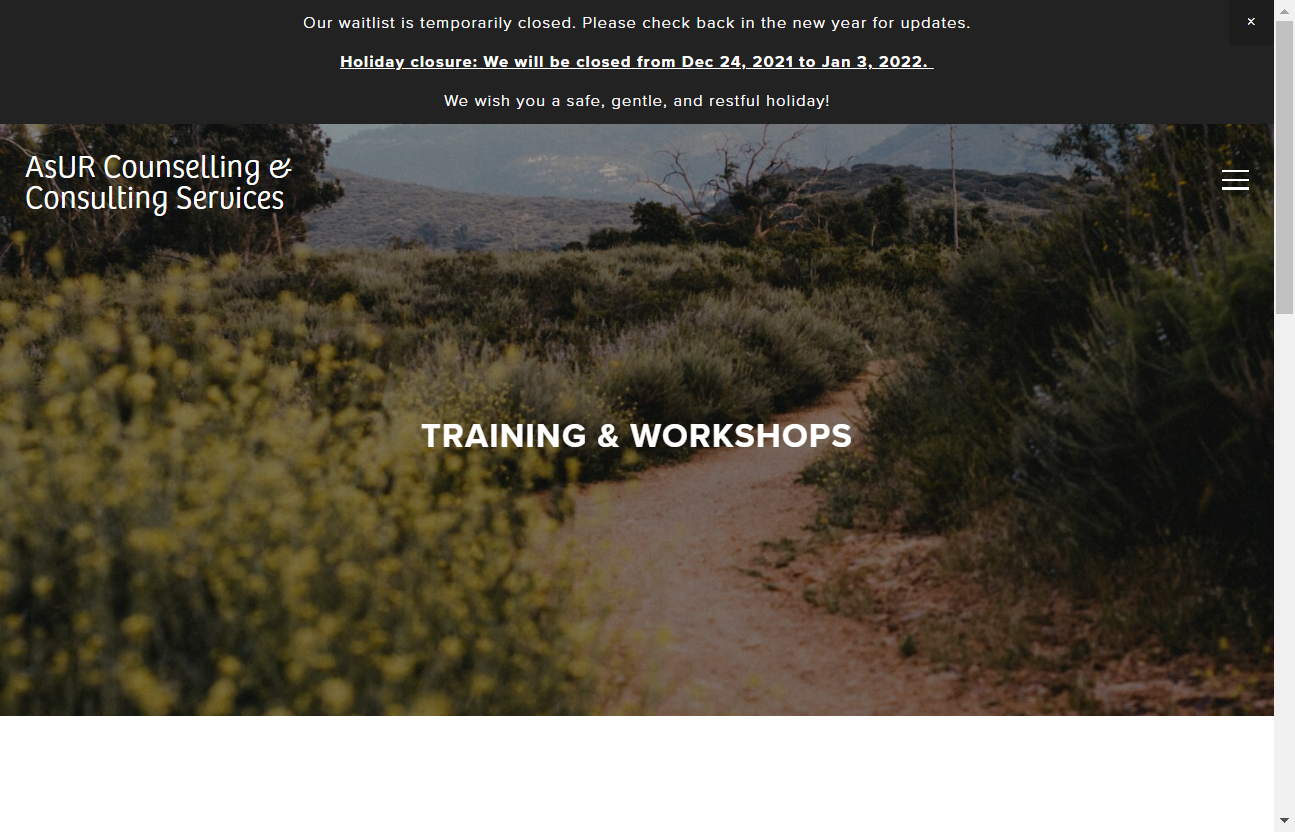 Our waitlist is temporarily closed. Please check back in the new year for updates.
Holiday closure: We will be closed from Dec 24, 2021 to Jan 3, 2022.
We wish you a safe, gentle, and restful holiday!
AsUR Counselling &
Consulting Services
TRAINING & WORKSHOPS